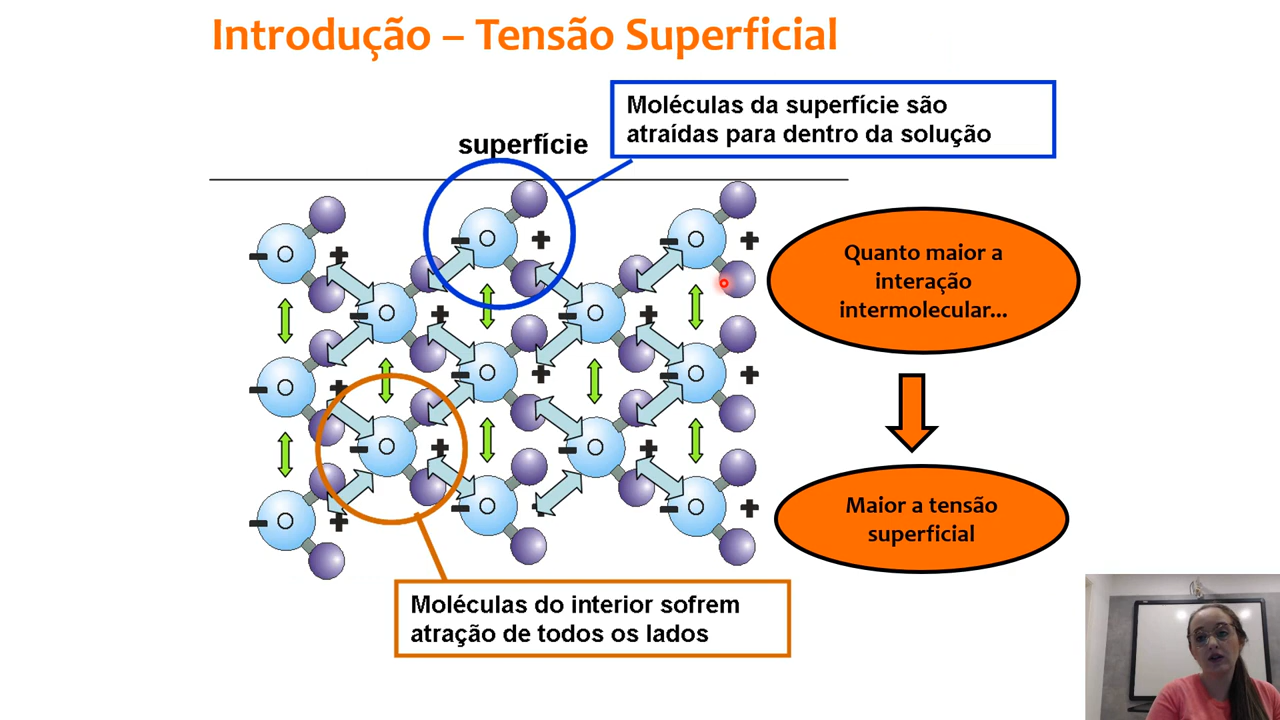 Introdução – Tensão Superficial
Moléculas da superfície são
atraídas para dentro da solução
superfície
Quanto maior a
interação
intermolecular...
Maior a tensão
superficial
Moléculas do interior sofrem
atração de todos os lados
O
O
O
O
O
O
O
O
O
O
O
O
O